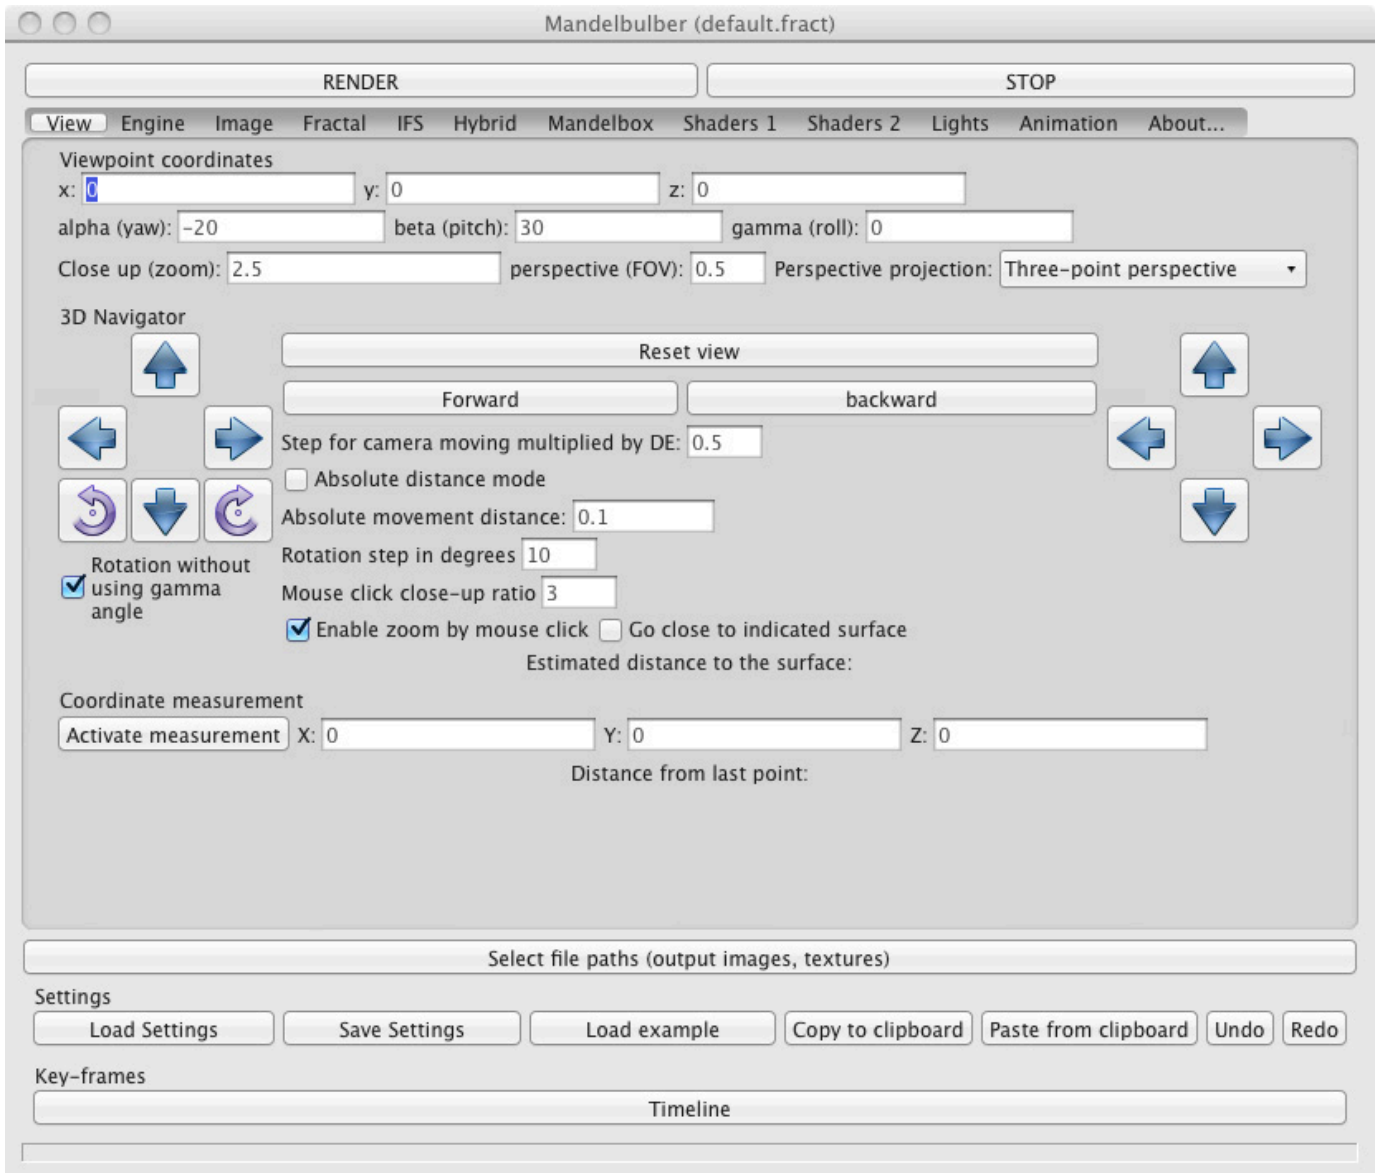 Mandelbulber (default.fract)
RENDER STOP
View Engine Image Fractal IFS Hybrid Mandelbox Shaders 1 Shaders 2 Lights Animation About...
Viewpoint coordinates
x: 0 y: 0 z: 0
alpha (yaw): -20 beta (pitch): 30 gamma (roll): 0
Close up (zoom): 2.5 perspective (FOV): 0.5 Perspective projection: Three-point perspective
3D Navigator
Reset view
Forward backward
Step for camera moving multiplied by DE: 0.5
Absolute distance mode
Absolute movement distance: 0.1
Rotation step in degrees 10
Rotation without
using gamma
angle
Mouse click close-up ratio 3
Enable zoom by mouse click Go close to indicated surface
Estimated distance to the surface:
Coordinate measurement
Activate measurement X: 0 Y: 0 Z: 0
Distance from last point:
Select file paths (output images, textures)
Settings
Load Settings Save Settings Load example Copy to clipboard Paste from clipboard Undo Redo
Key-frames
Timeline